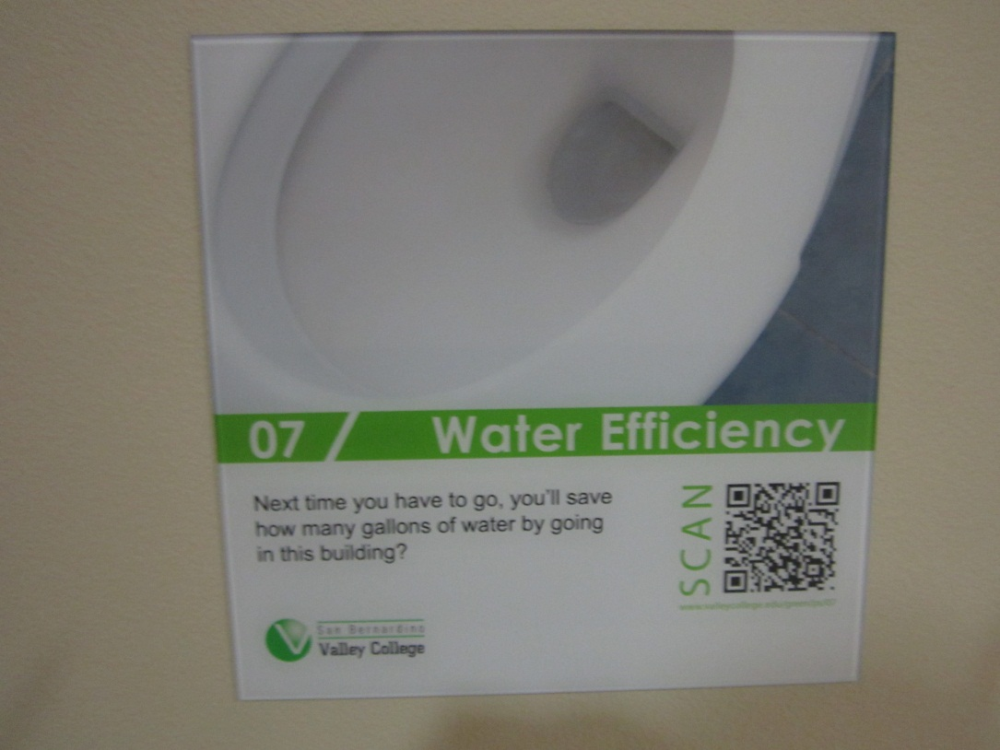 07 / Water Efficiency
Next time you have to go, you'll save
how many gallons of water by going
in this building?
SCAN
San Bernardino
Valley College